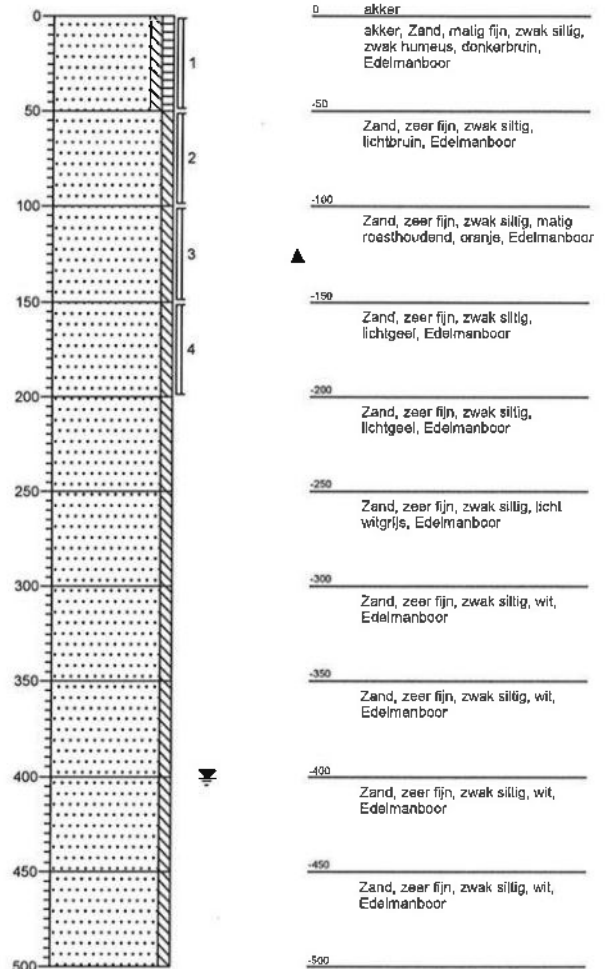 0
akker
akker, Zand, matig fijn, zwak siltig,
zwak humeus, donkerbruin,
Edelmanboor
1
50
-50
Zand, zeer fijn, zwak siltig,
lichtbruin, Edelmanboor
2
100
-100
Zand, zeer fijn, zwak siltig, matig
roesthoudend, oranje, Edelmanboor
3
150
-150
Zand, zeer fijn, zwak siltig,
lichtgeel, Edelmanboor
4
200
-200
Zand, zeer fijn, zwak siltig,
lichtgeel, Edelmanboor
250
-250
Zand, zeer fijn, zwak siltig, licht
witgrijs, Edelmanboor
300
-300
Zand, zeer fijn, zwak siltig, wit,
Edelmanboor
350
-350
Zand, zeer fijn, zwak siltig, wit,
Edelmanboor
400
-400
Zand, zeer fijn, zwak siltig, wit,
Edelmanboor
450
-450
Zand, zeer fijn, zwak siltig, wit,
Edelmanboor
500
-500